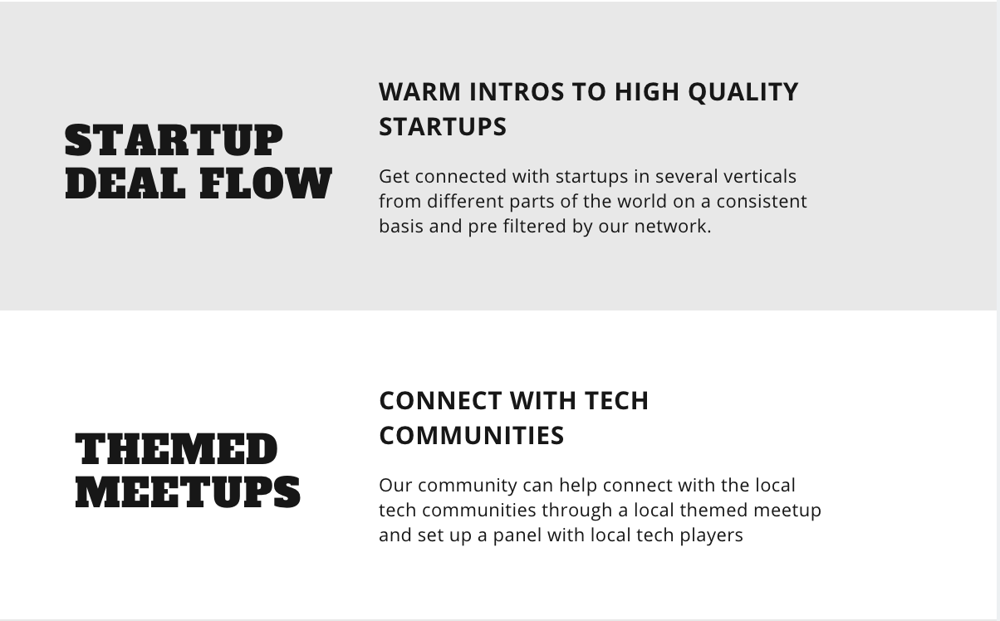 STARTUP
DEAL FLOW
WARM INTROS TO HIGH QUALITY
STARTUPS
Get connected with startups in several verticals
from different parts of the world on a consistent
basis and pre filtered by our network.
THEMED
MEETUPS
CONNECT WITH TECH
COMMUNITIES
Our community can help connect with the local
tech communities through a local themed meetup
and set up a panel with local tech players